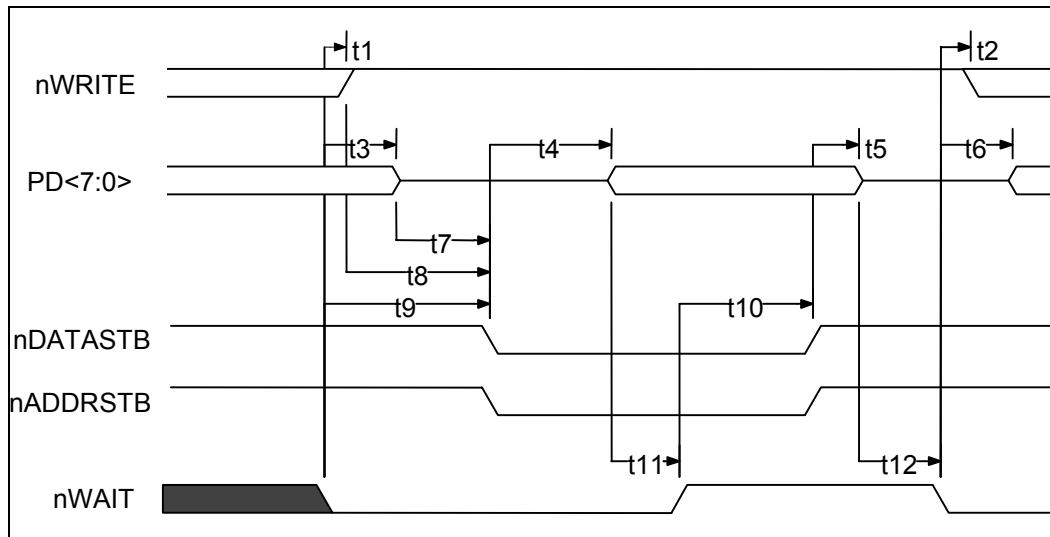 t1 t2
nWRITE
t3 t4 t5 t6
PD<7:0>
t7
t8
t9 t10
nDATASTB
nADDRSTB
t11 t12
nWAIT